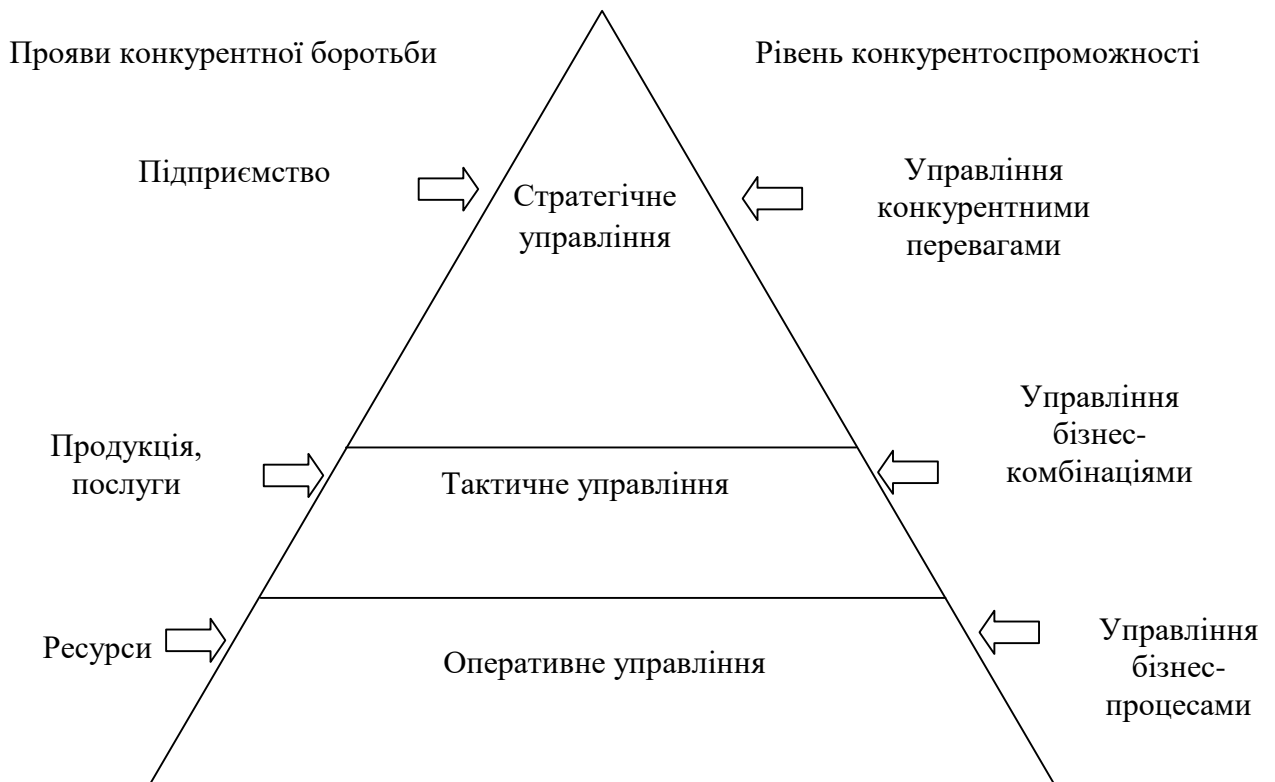 Прояви конкурентної боротьби
Рівень конкурентоспроможності
Підприємство
Стратегічне
управління
Управління
конкурентними
перевагами
Продукція,
послуги
Тактичне управління
Управління
бізнес-
комбінаціями
Ресурси
Оперативне управління
Управління
бізнес-
процесами